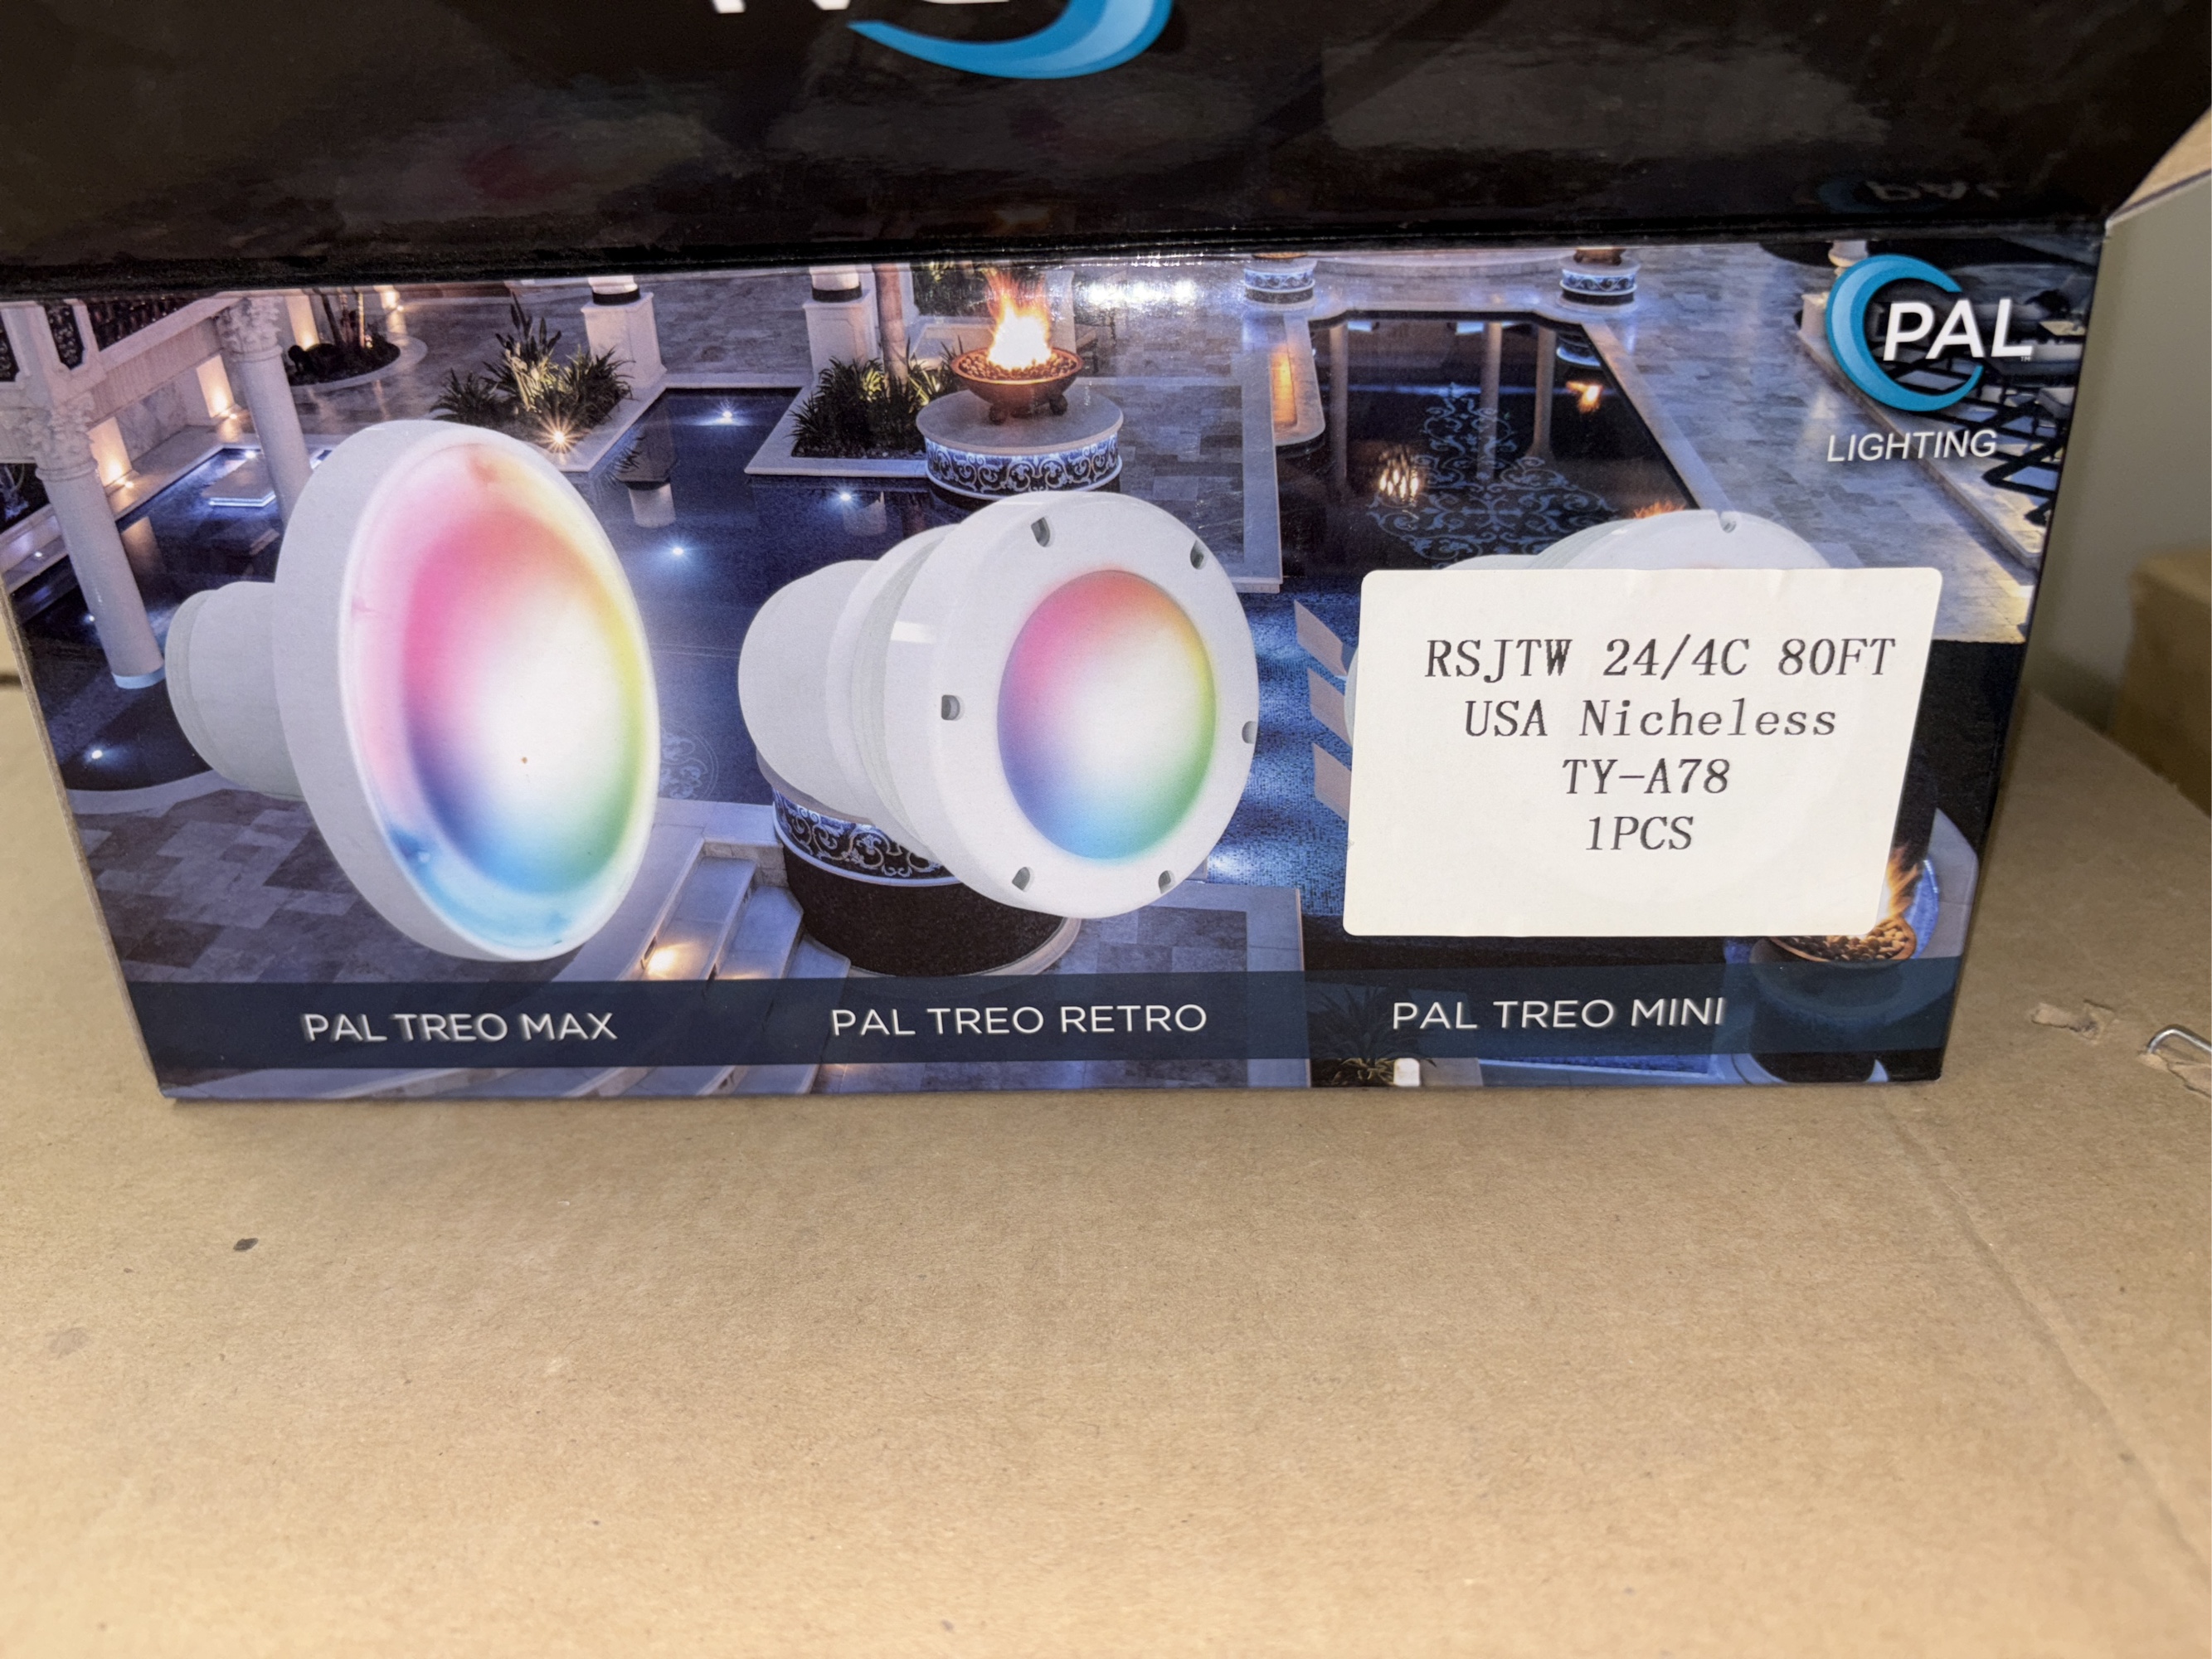 PAL
LIGHTING
RSJTW 24/4C 80FT
USA Nicheless
TY-A78
1PCS
PAL TREO MAX
PAL TREO RETRO
PAL TREO MINI